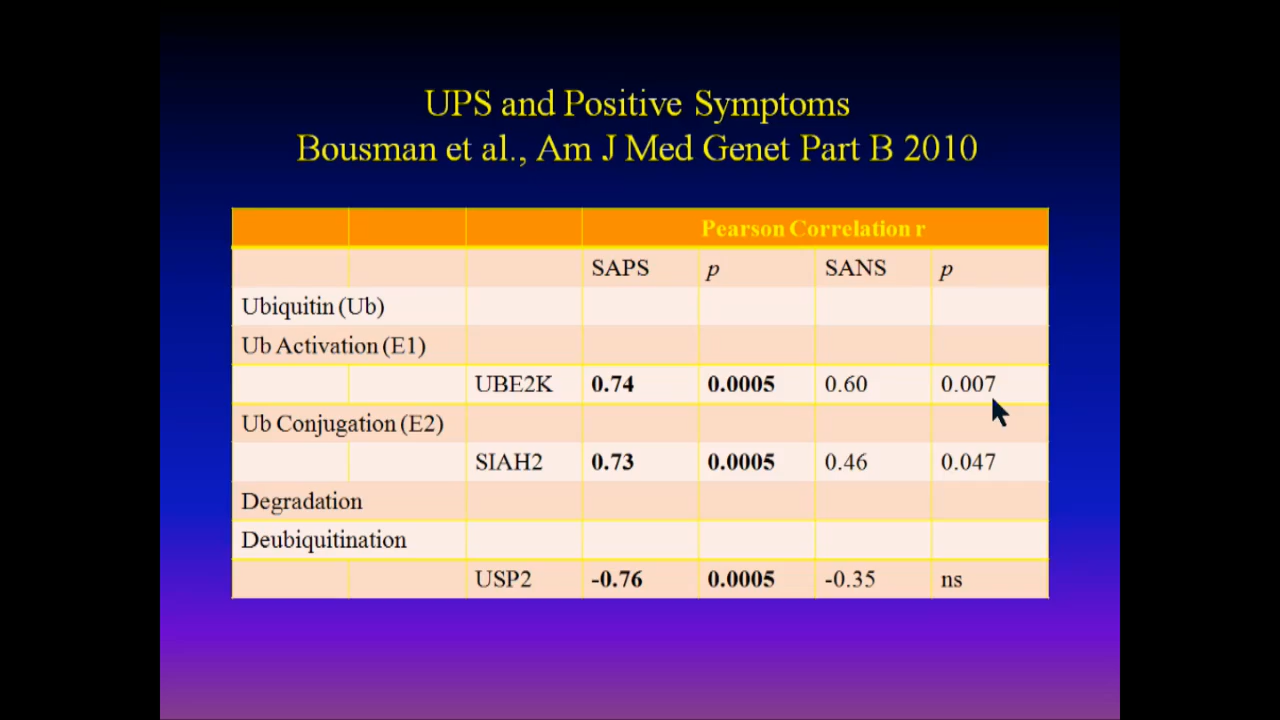 UPS and Positive Symptoms
Bousman et al., Am J Med Genet Part B 2010
Pearson Correlation r
SAPS p SANS p
Ubiquitin (Ub)
Ub Activation (E1)
UBE2K 0.74 0.0005 0.60 0.007
Ub Conjugation (E2)
SIAH2 0.73 0.0005 0.46 0.047
Degradation
Deubiquitination
USP2 -0.76 0.0005 -0.35 ns